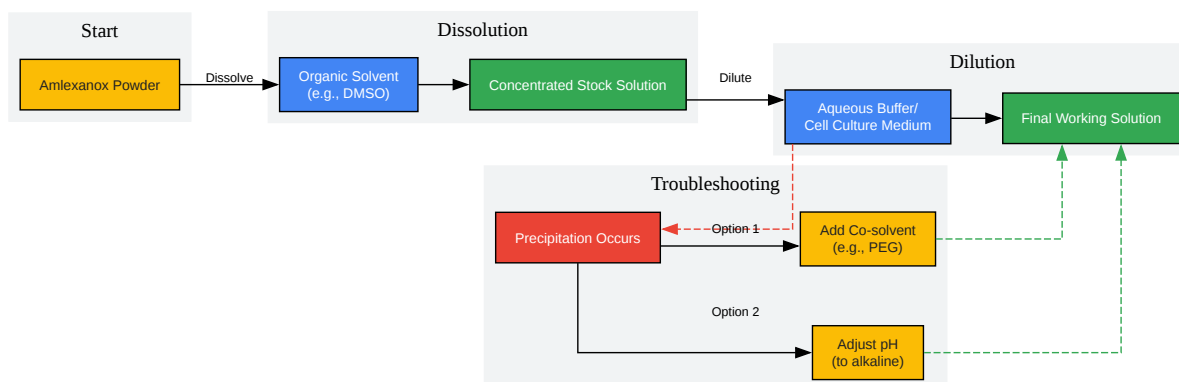 Start
Amlexanox Powder
Dissolve
Dissolution
Organic Solvent
(e.g., DMSO)
Concentrated Stock Solution
Dilute
Dilution
Aqueous Buffer/
Cell Culture Medium
Final Working Solution
Troubleshooting
Precipitation Occurs
Option 1
Add Co-solvent
(e.g., PEG)
Option 2
Adjust pH
(to alkaline)